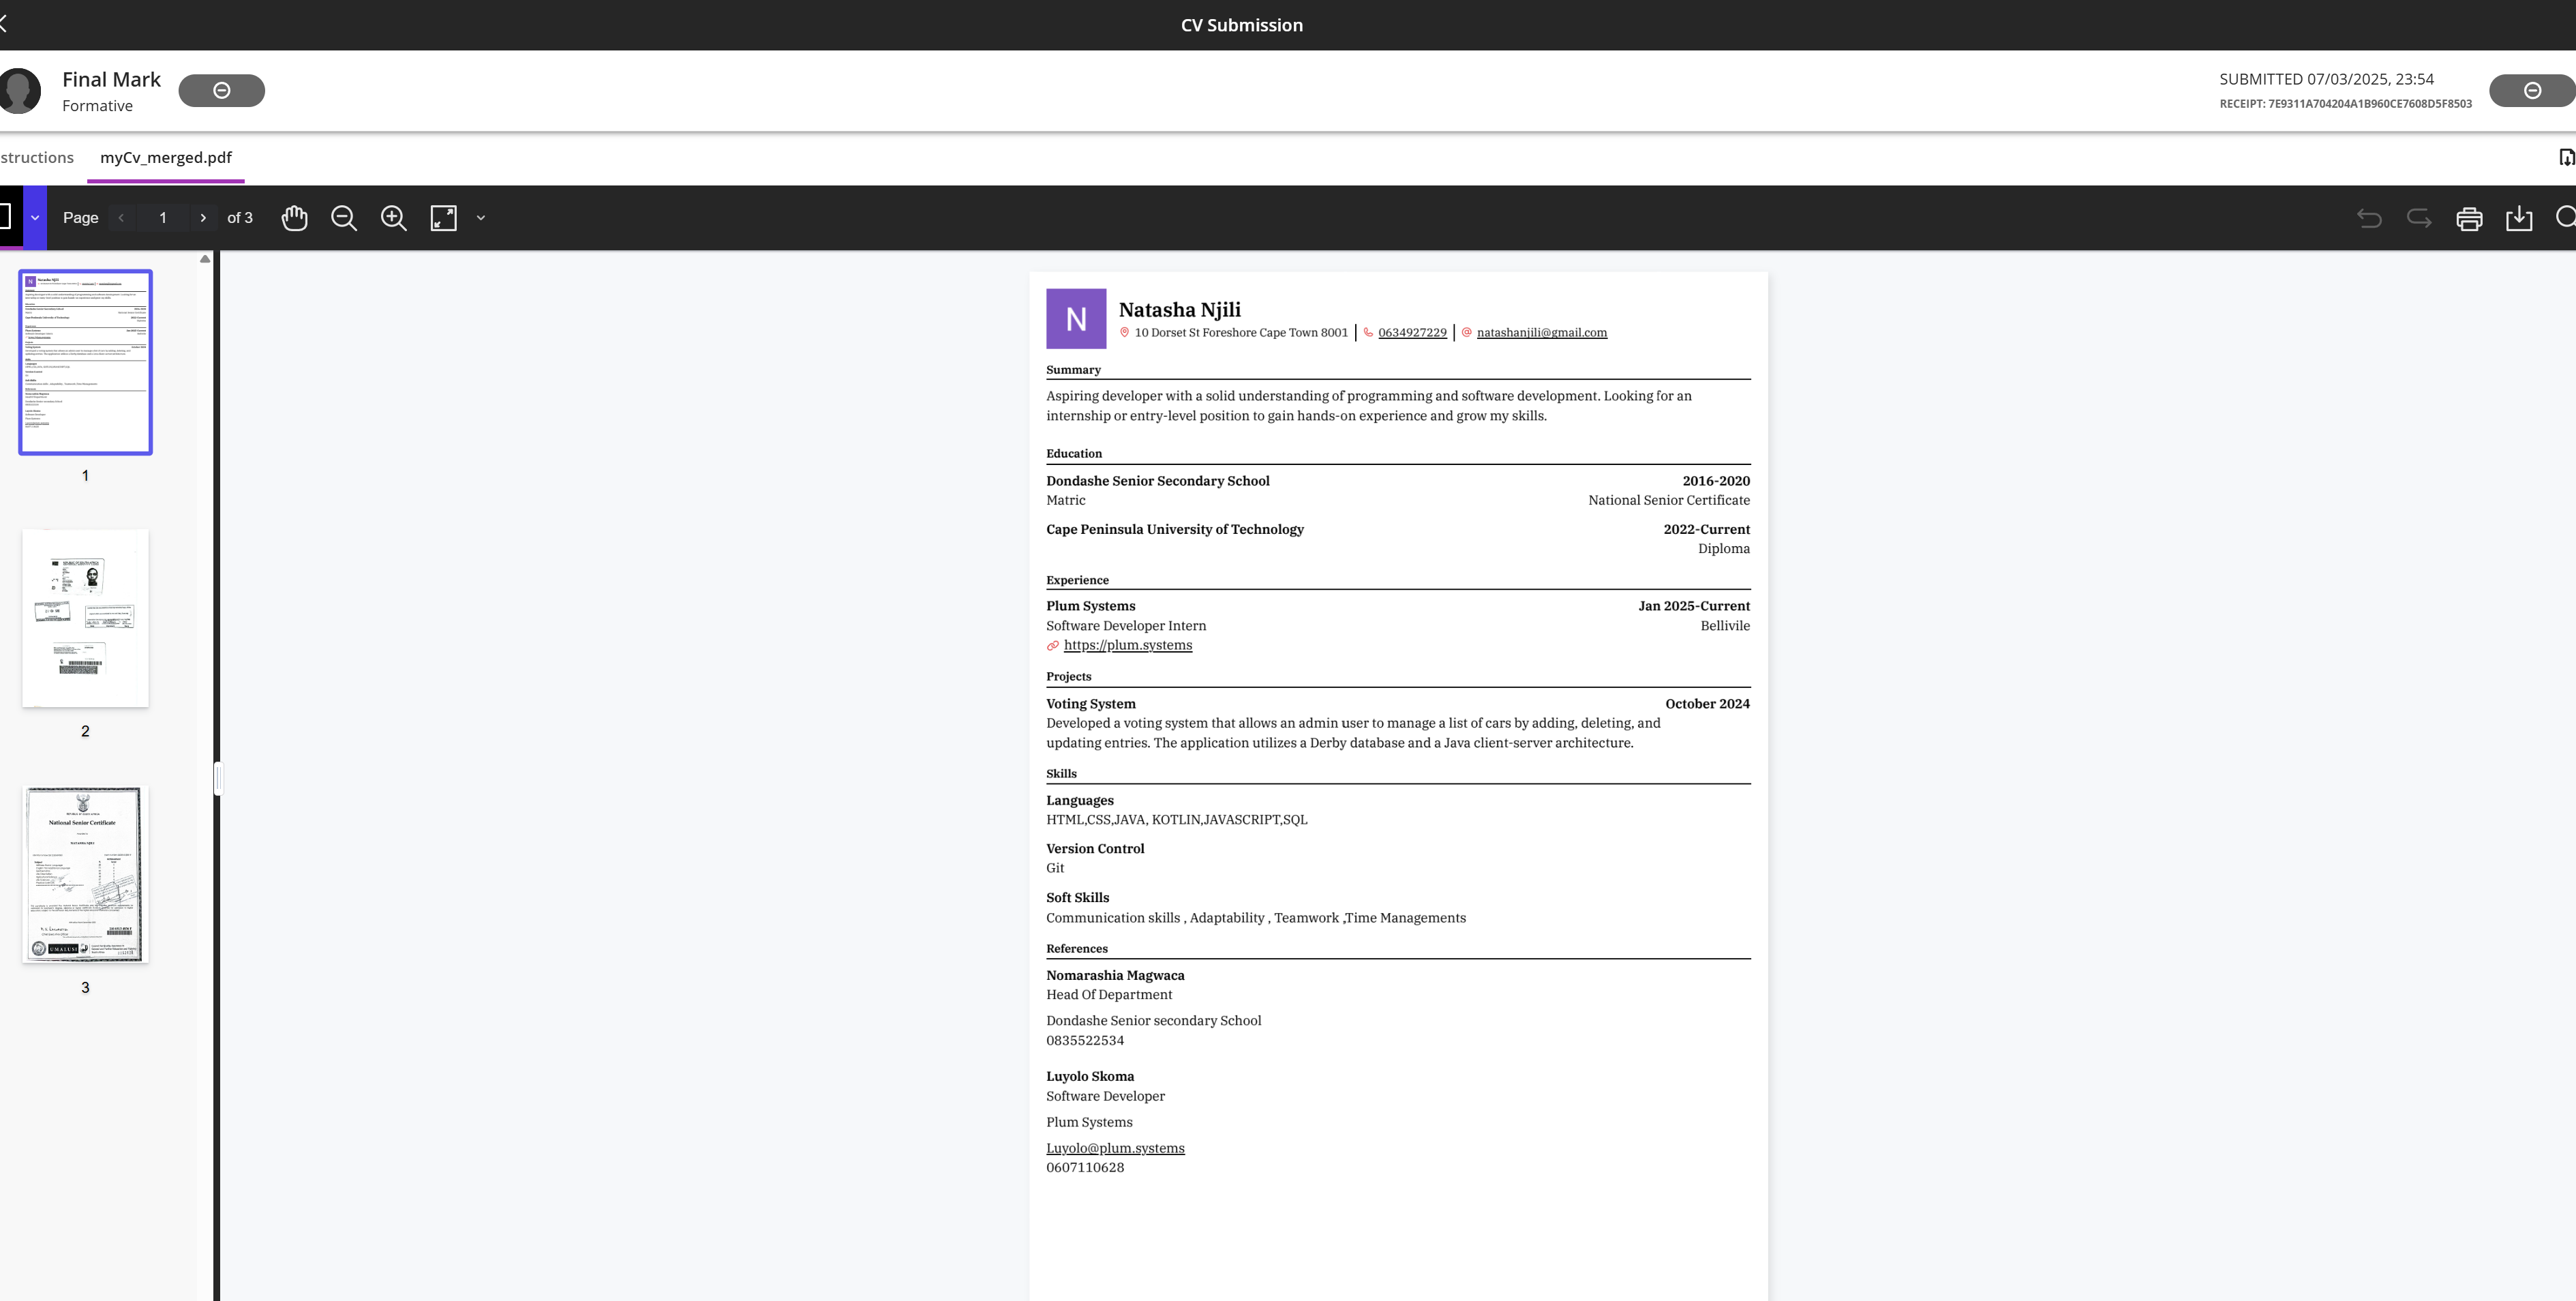 CV Submission
Final Mark
Formative
SUBMITTED 07/03/2025, 23:54
RECEIPT: 7E9311A704204A1B960CE7608D5F8503
structions
myCv_merged.pdf
Page
1
of 3
N
Natasha Njili
10 Dorset St Foreshore Cape Town 8001
0634927229
natashanjili@gmail.com
Summary
Aspiring developer with a solid understanding of programming and software development. Looking for an
internship or entry-level position to gain hands-on experience and grow my skills.
Education
Dondashe Senior Secondary School 2016-2020
Matric National Senior Certificate
Cape Peninsula University of Technology 2022-Current
Diploma
Experience
Plum Systems Jan 2025-Current
Software Developer Intern Bellivile
https://plum.systems
Projects
Voting System October 2024
Developed a voting system that allows an admin user to manage a list of cars by adding, deleting, and
updating entries. The application utilizes a Derby database and a Java client-server architecture.
Skills
Languages
HTML,CSS,JAVA, KOTLIN,JAVASCRIPT,SQL
Version Control
Git
Soft Skills
Communication skills , Adaptability , Teamwork ,Time Managements
References
Nomarashia Magwaca
Head Of Department
Dondashe Senior secondary School
0835522534
Luyolo Skoma
Software Developer
Plum Systems
Luyolo@plum.systems
0607110628
1
2
National Senior Certificate
NATASHA NJILI
UMALUSI
3